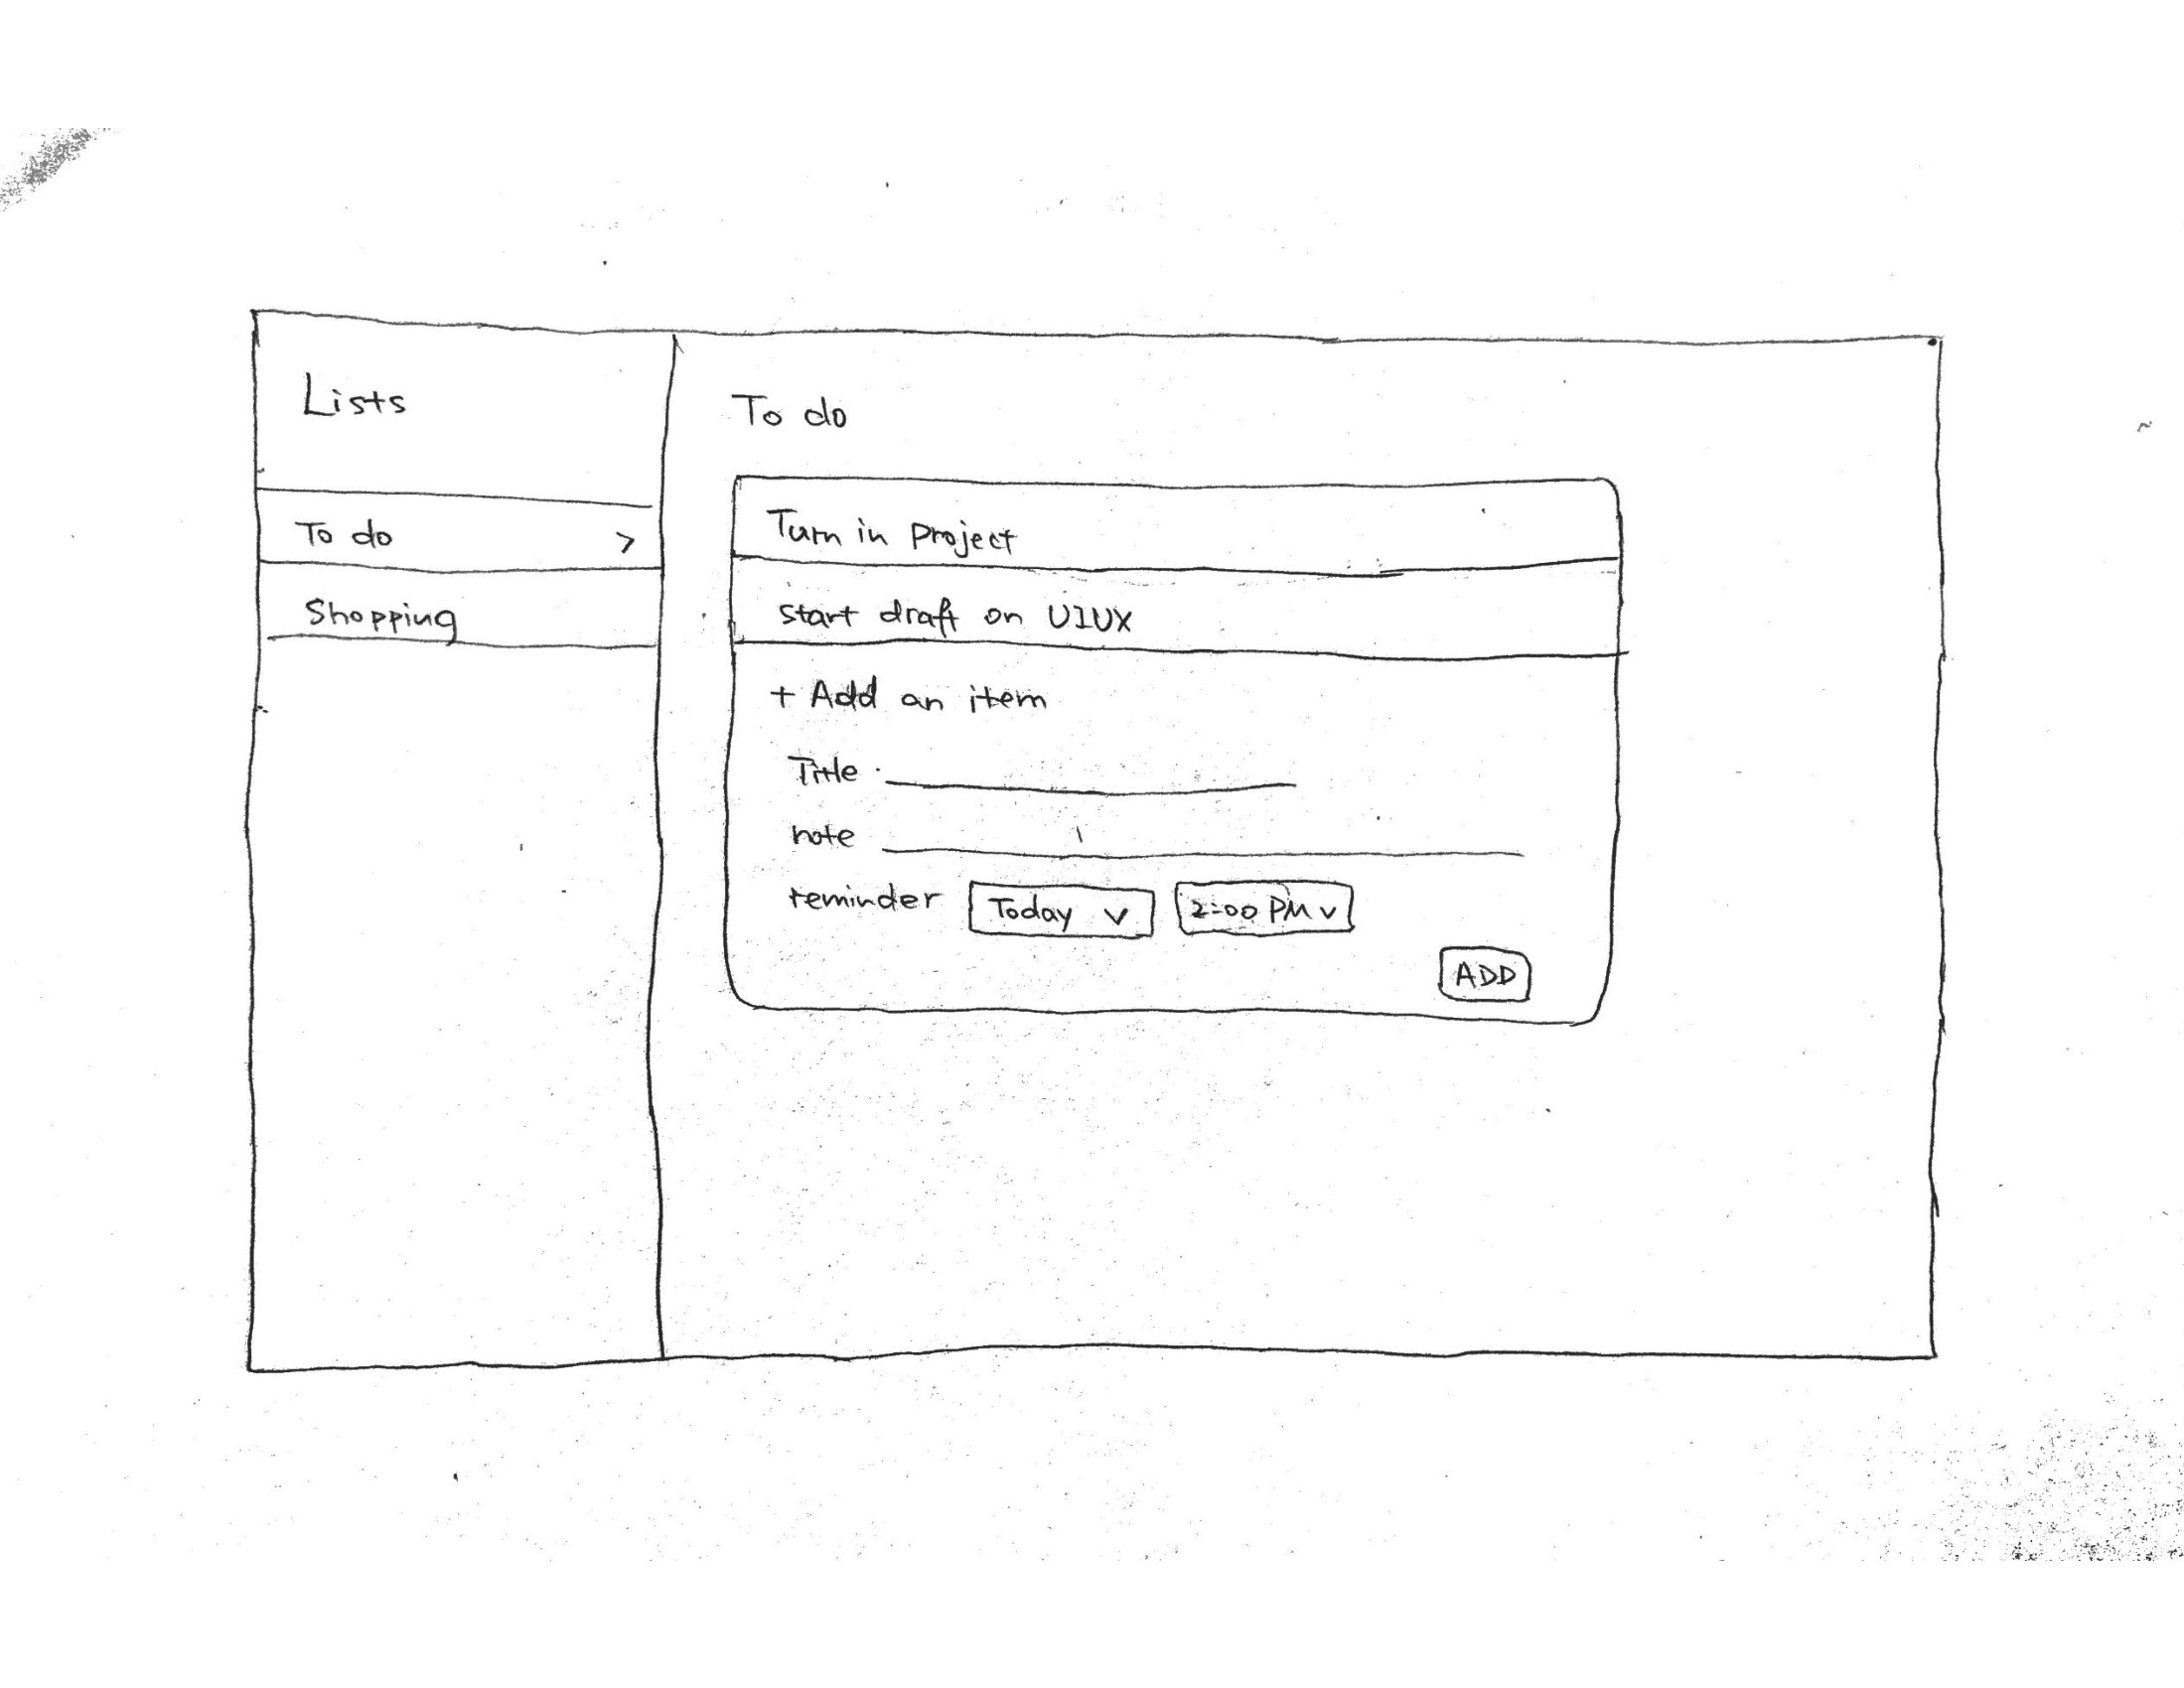 Lists
To do >
Shopping
To do
Turn in project
start draft on UIUX
+ Add an item
Title
note
reminder Today v 2:00 PM v
ADD